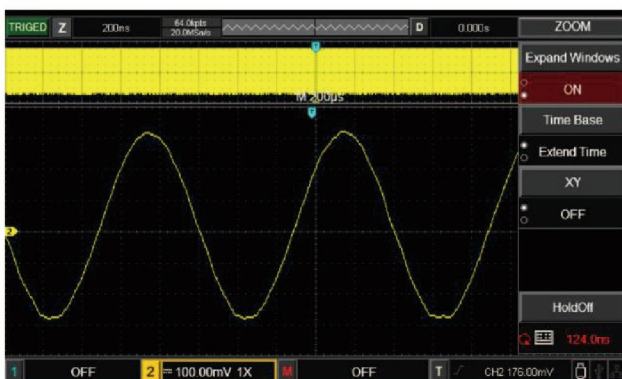 TRIGED Z 200ns 64.0kpts D 0.000s ZOOM
20.0MSa/s
T
Expand Windows
ON
M 200μs
T
Time Base
Extend Time
XY
OFF
2
HoldOff
124.0ns
1 OFF 2 100.00mV 1X M OFF T CH2 176.00mV